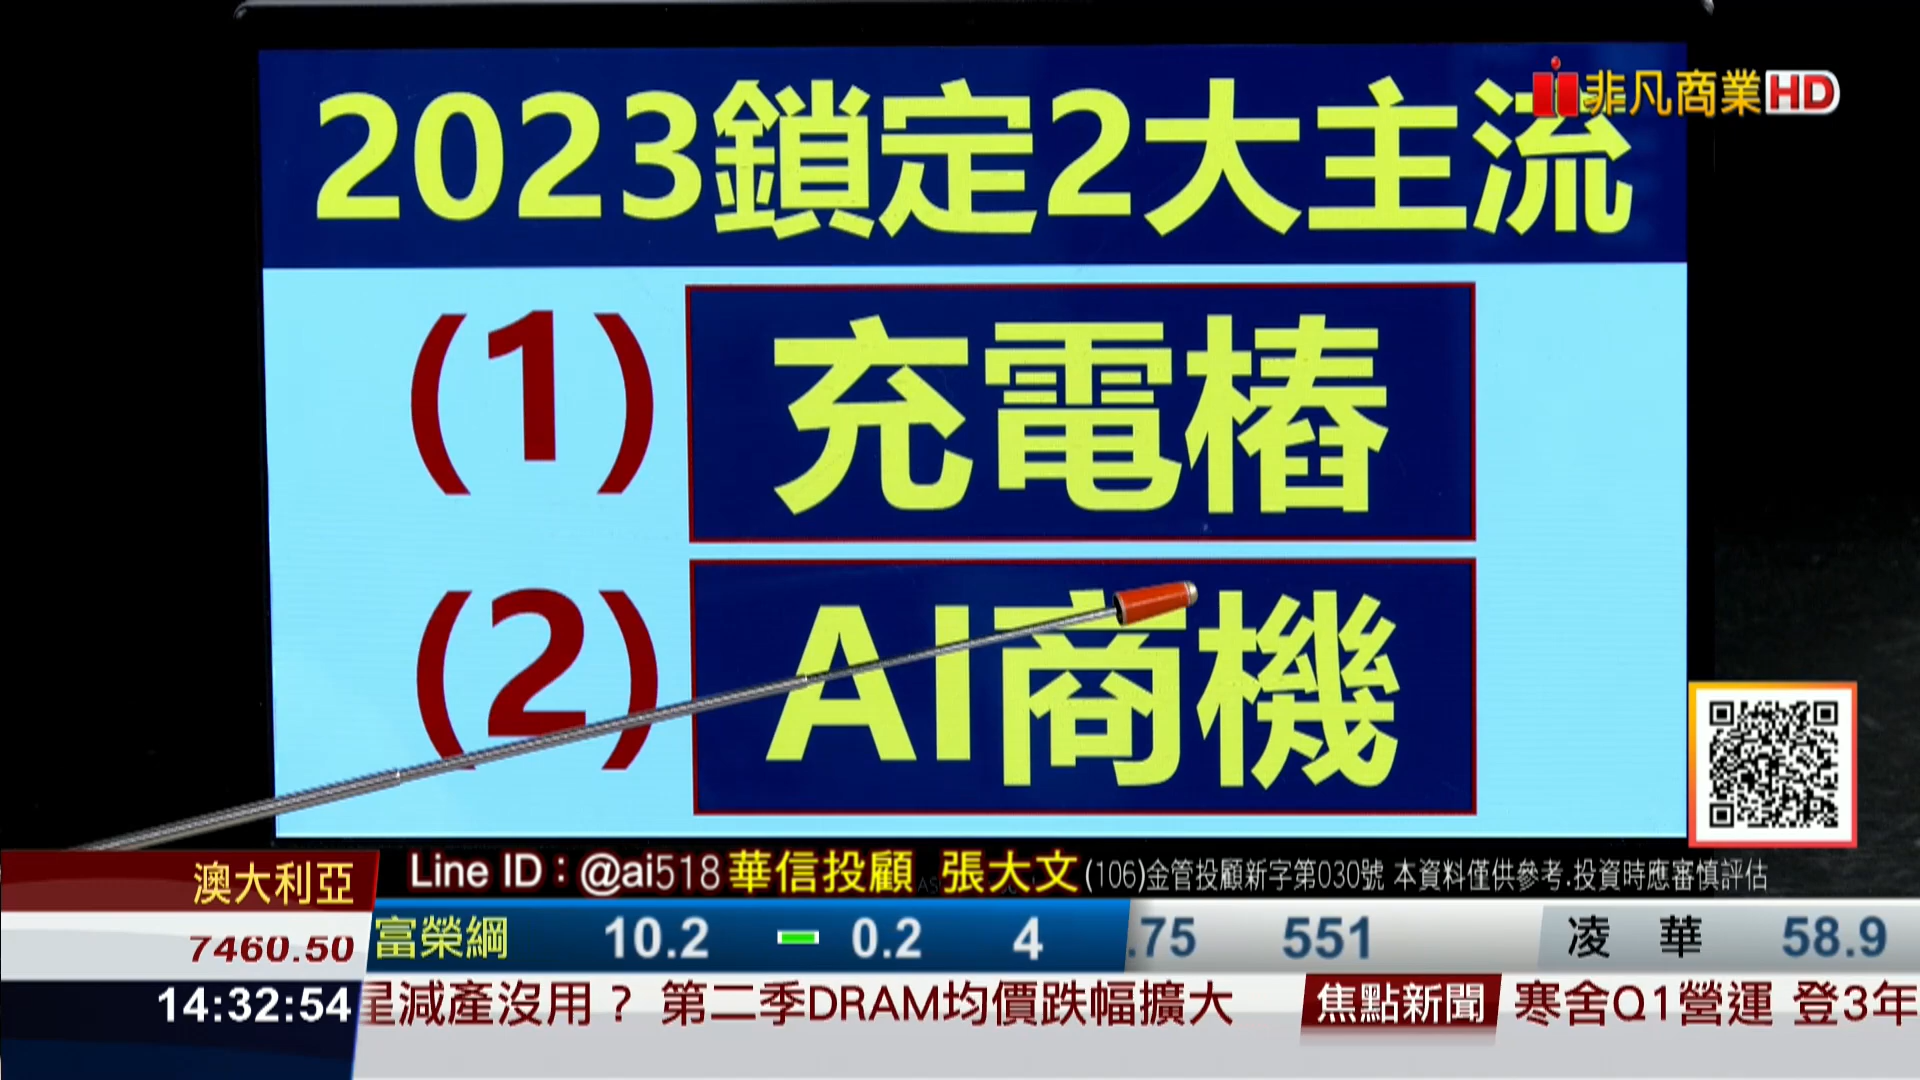 2023鎖定2大主流
非凡商業HD
(1) 充電樁
(2) AI商機
Line ID：@ai518 華信投顧 張大文 (106)金管投顧新字第030號 本資料僅供參考.投資時應審慎評估
澳大利亞
7460.50
富榮綱 10.2 0.2 4 .75 551 凌華 58.9
14:32:54
星減產沒用？ 第二季DRAM均價跌幅擴大 焦點新聞 寒舍Q1營運 登3年